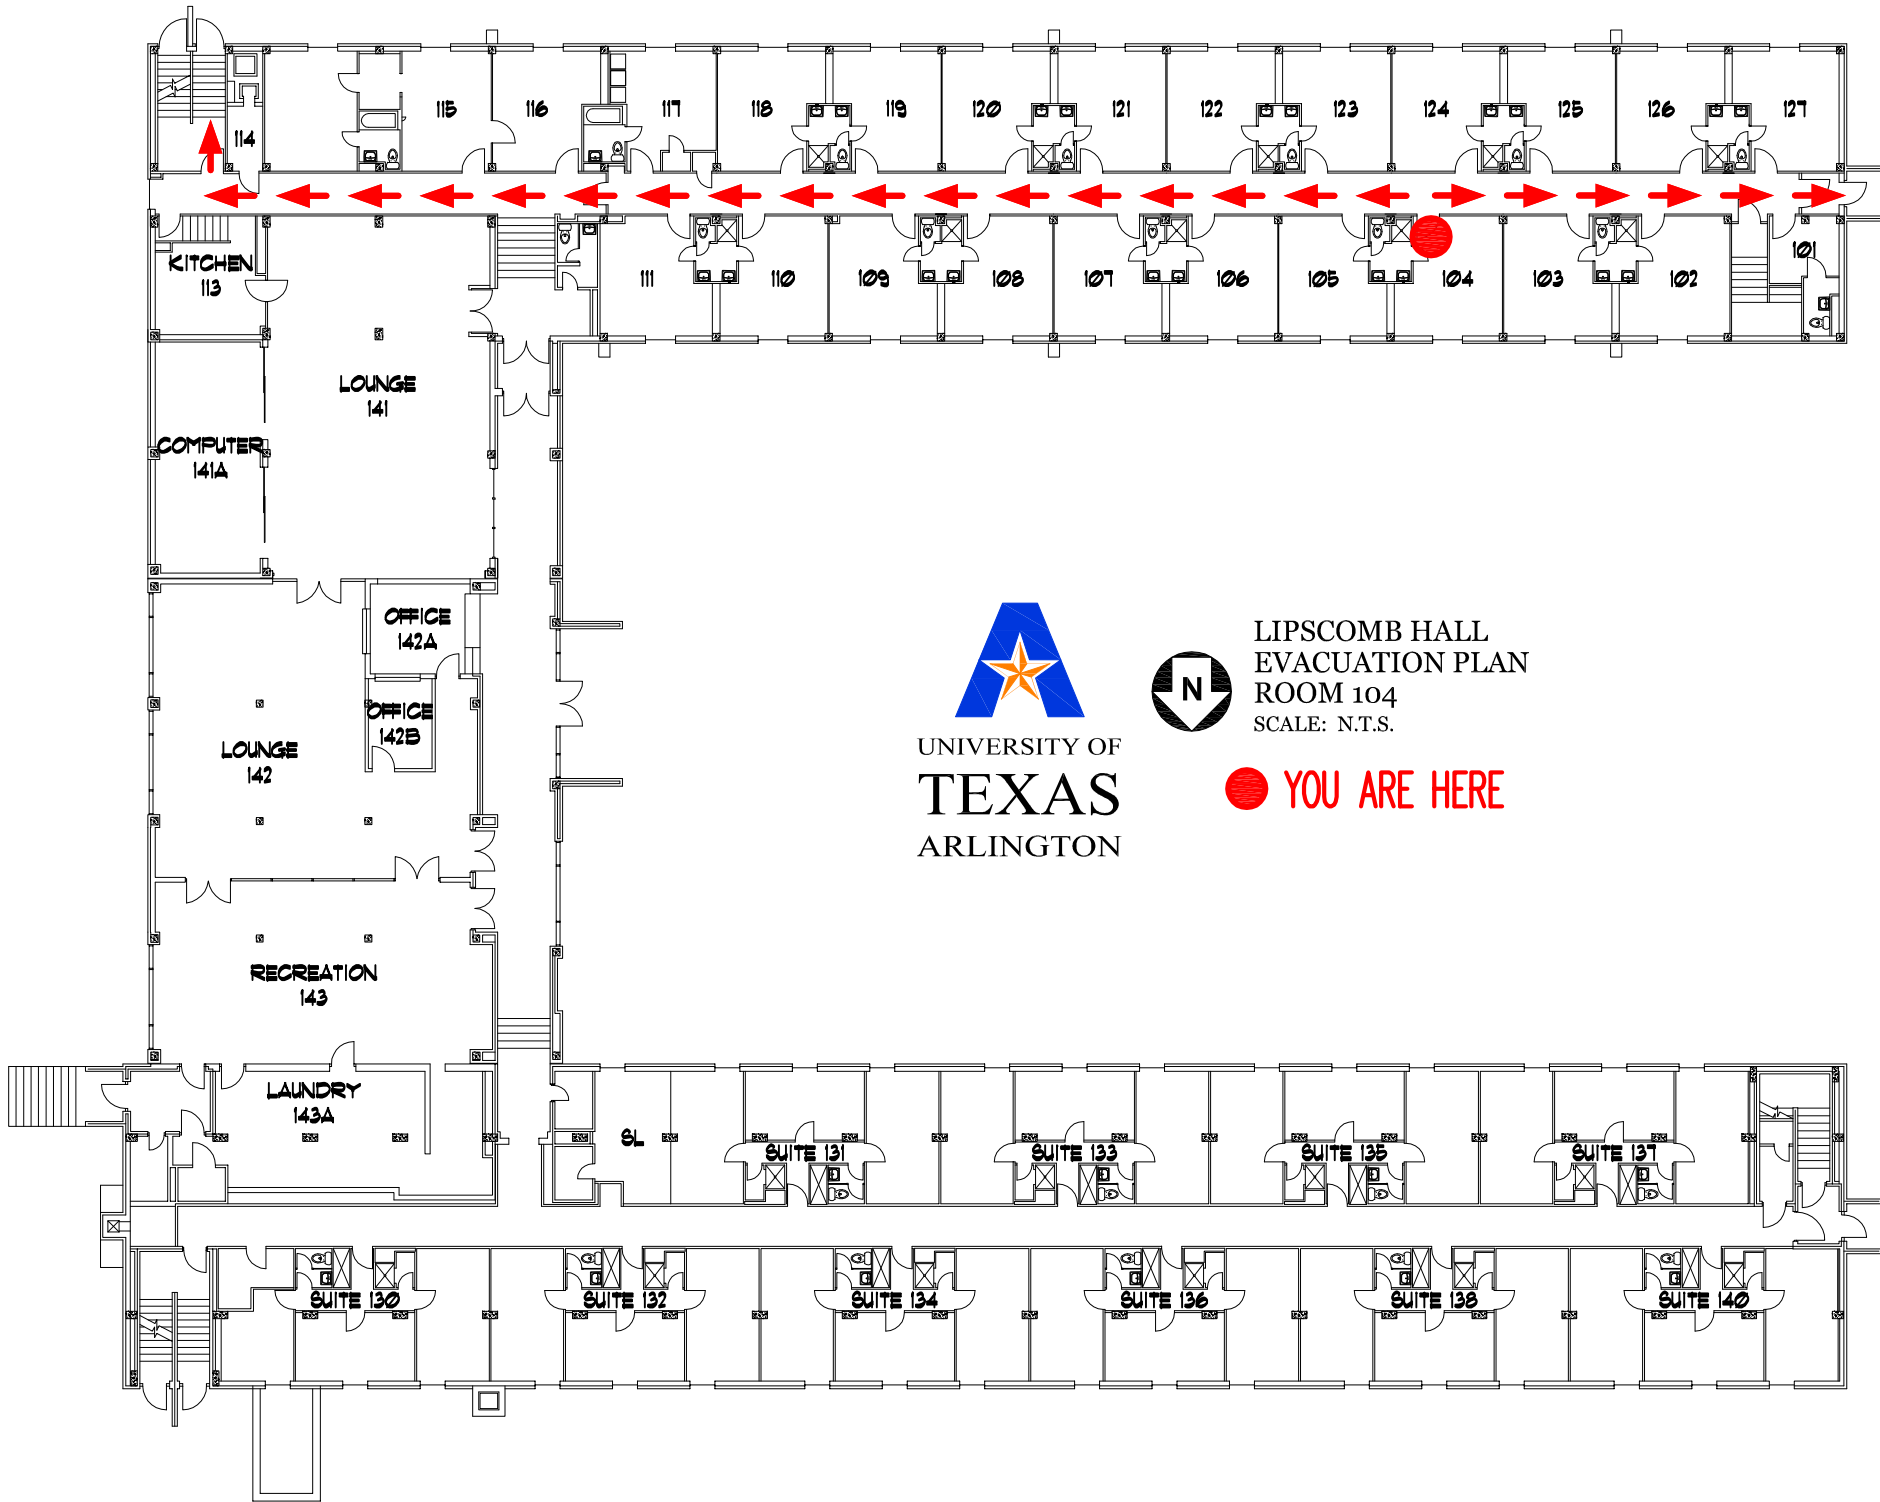 115
116
117
118
119
120
121
122
123
124
125
126
127
114
KITCHEN
113
111
110
109
108
107
106
105
104
103
102
101
LOUNGE
141
COMPUTER
141A
OFFICE
142A
OFFICE
142B
LOUNGE
142
N
LIPSCOMB HALL
EVACUATION PLAN
ROOM 104
SCALE: N.T.S.
UNIVERSITY OF
TEXAS
ARLINGTON
YOU ARE HERE
RECREATION
143
LAUNDRY
143A
SL
SUITE 131
SUITE 133
SUITE 135
SUITE 137
SUITE 130
SUITE 132
SUITE 134
SUITE 136
SUITE 138
SUITE 140